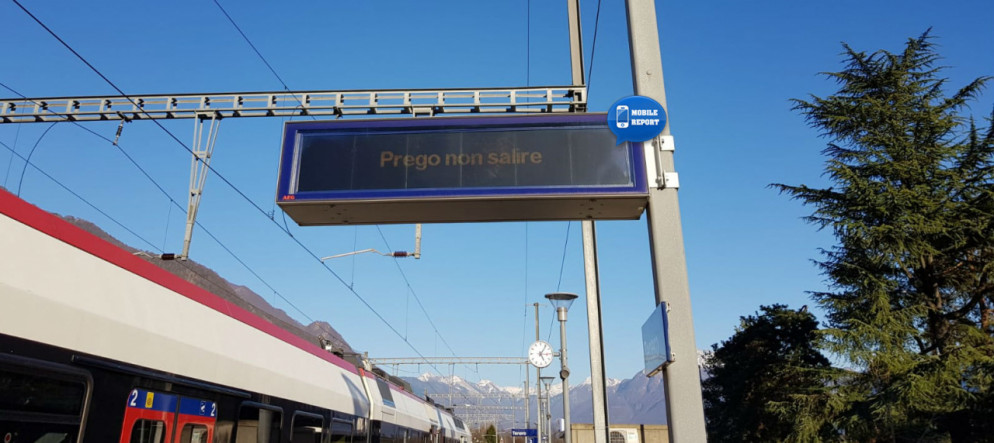 MOBILE
REPORT
Prego non salire
2
2